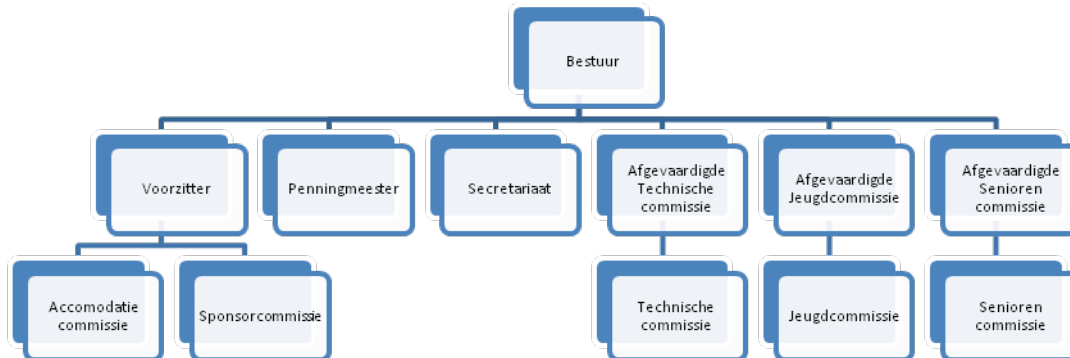 Bestuur
Voorzitter
Penningmeester
Secretariaat
Afgevaardigde
Technische
commissie
Afgevaardigde
Jeugdcommissie
Afgevaardigde
Senioren
commissie
Accomodatie
commissie
Sponsorcommissie
Technische
commissie
Jeugdcommissie
Senioren
commissie